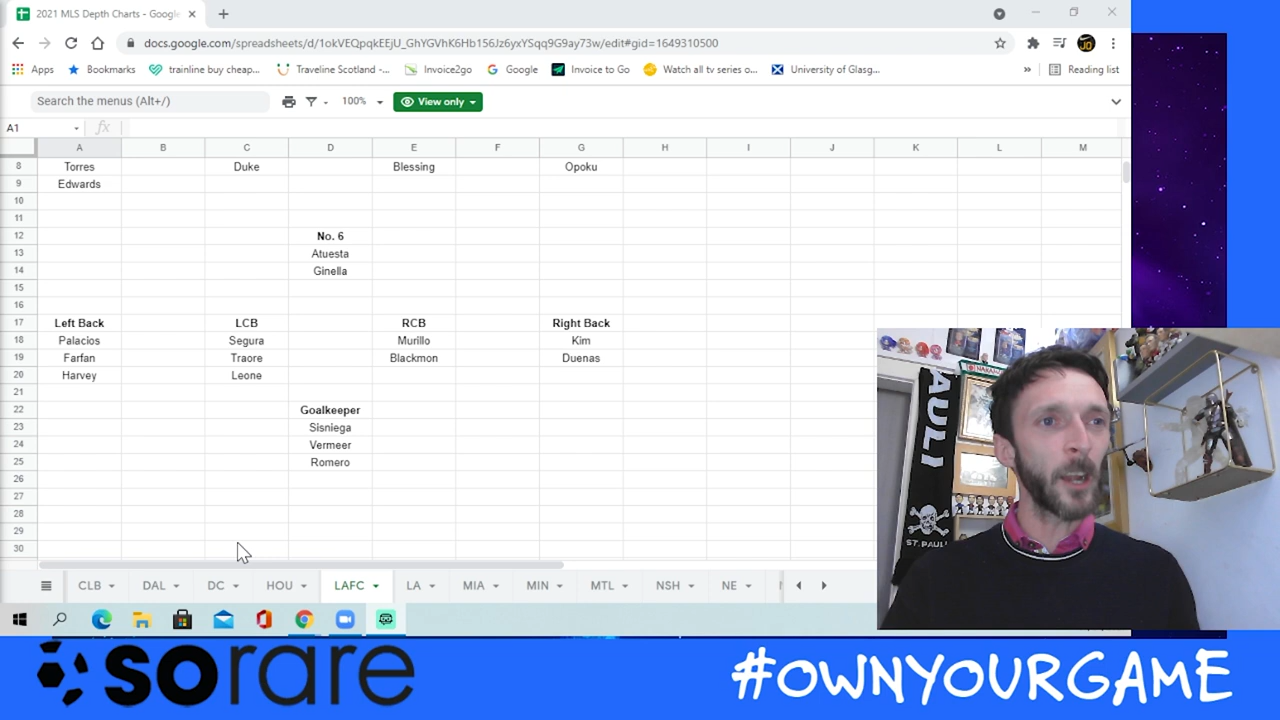 2021 MLS Depth Charts - Google
docs.google.com/spreadsheets/d/1okVEQpqkEEjU_GhYGVhK6Hb156Jz6yxYSqq9G9ay73w/edit#gid=1649310500
Apps Bookmarks trainline buy cheap... Traveline Scotland -... Invoice2go Google Invoice to Go Watch all tv series o... University of Glasg... » Reading list
Search the menus (Alt+/) 100% View only
A1 fx
A B C D E F G H I J K L M
8 Torres Duke Blessing Opoku
9 Edwards
10
11
12 No. 6
13 Atuesta
14 Ginella
15
16
17 Left Back LCB RCB Right Back
18 Palacios Segura Murillo Kim
19 Farfan Traore Blackmon Duenas
20 Harvey Leone
21
22 Goalkeeper
23 Sisniega
24 Vermeer
25 Romero
26
27
28
29
30
CLB DAL DC HOU LAFC LA MIA MIN MTL NSH NE
AULI
ST. PAULI
sorare
#OWNYOURGAME